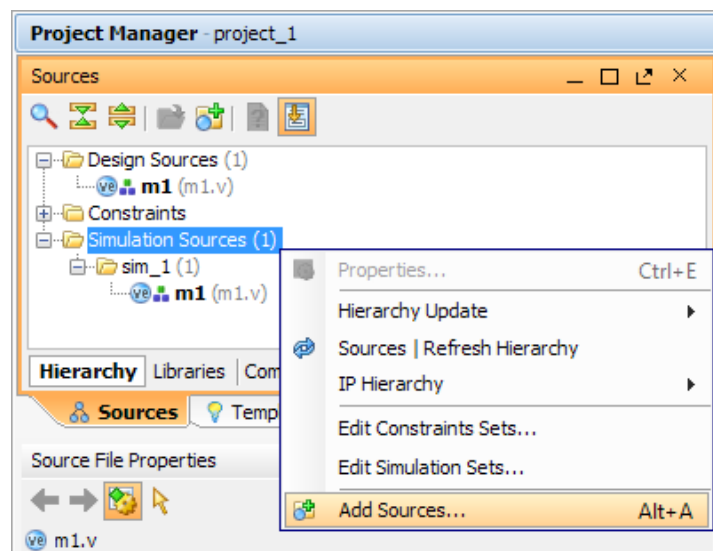 Project Manager - project_1
Sources
Design Sources (1)
m1 (m1.v)
Constraints
Simulation Sources (1)
sim_1 (1)
m1 (m1.v)
Properties... Ctrl+E
Hierarchy Update
Sources | Refresh Hierarchy
IP Hierarchy
Edit Constraints Sets...
Edit Simulation Sets...
Add Sources... Alt+A
Hierarchy Libraries Com
Sources Temp
Source File Properties
m1.v